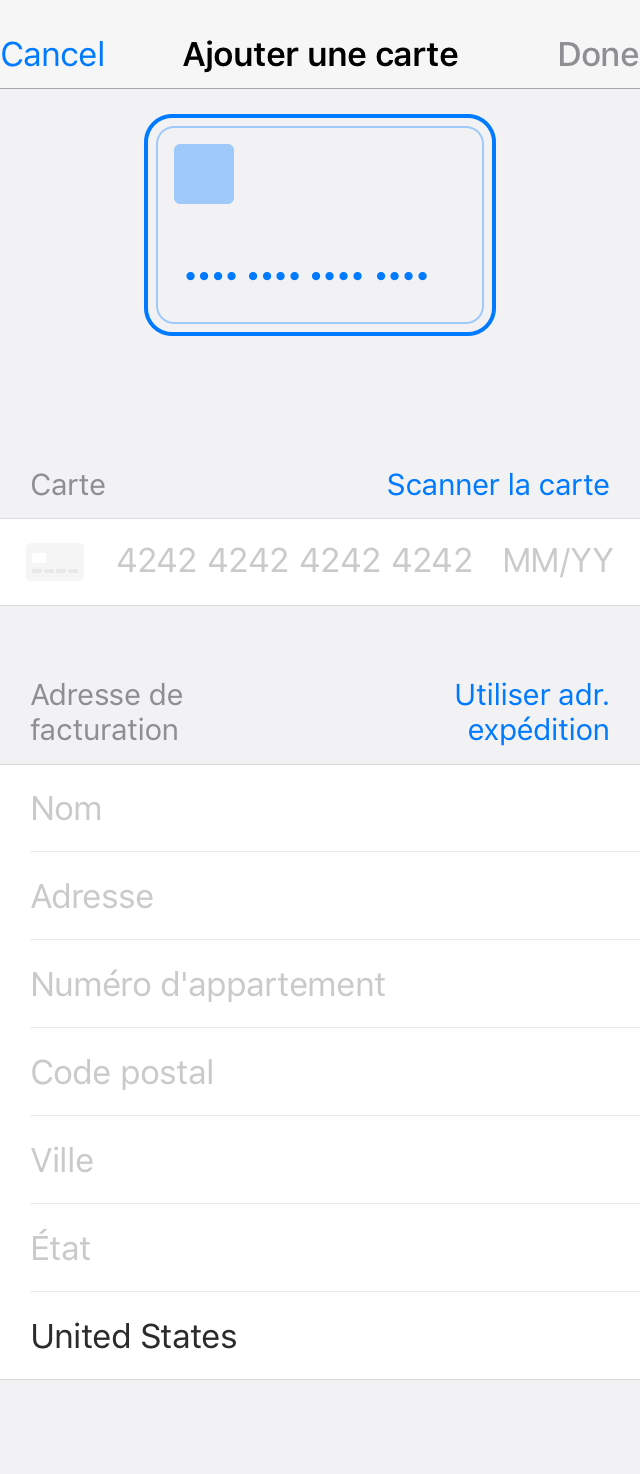 Cancel Ajouter une carte Done
•••• •••• •••• ••••
Carte Scanner la carte
4242 4242 4242 4242 MM/YY
Adresse de Utiliser adr.
facturation expédition
Nom
Adresse
Numéro d'appartement
Code postal
Ville
État
United States